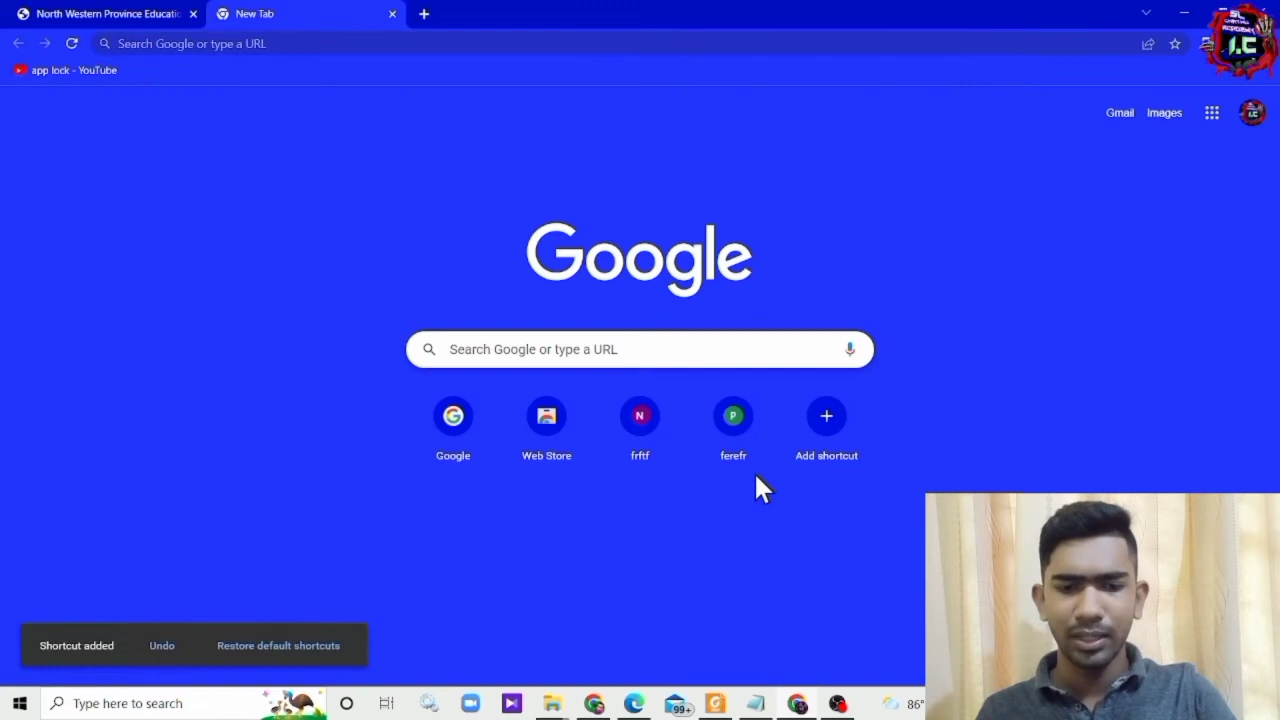 North Western Province Educatio
New Tab
Search Google or type a URL
app lock - YouTube
Gmail
Images
Google
Search Google or type a URL
N
P
Google
Web Store
frftf
ferefr
Add shortcut
Shortcut added
Undo
Restore default shortcuts
Type here to search
99+
86°
I.C